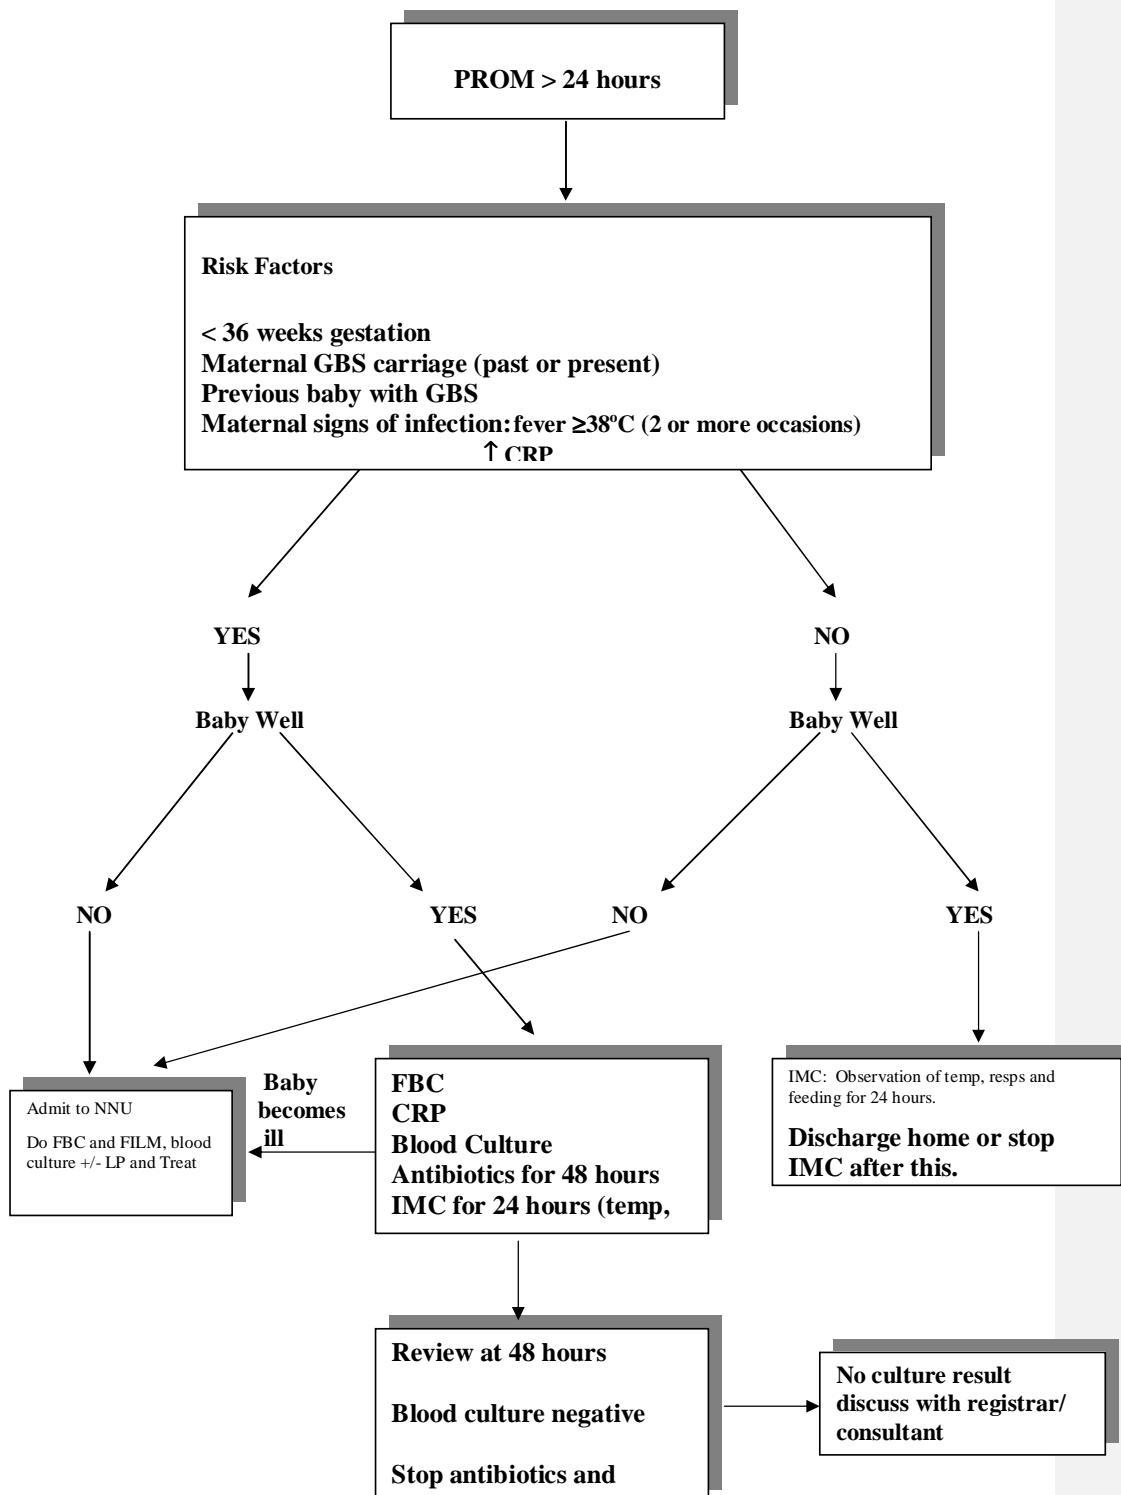 PROM > 24 hours
Risk Factors
< 36 weeks gestation
Maternal GBS carriage (past or present)
Previous baby with GBS
Maternal signs of infection: fever ≥38ºC (2 or more occasions)
↑ CRP
YES
NO
Baby Well
Baby Well
NO
YES
NO
YES
Admit to NNU
Do FBC and FILM, blood
culture +/- LP and Treat
Baby
becomes
ill
FBC
CRP
Blood Culture
Antibiotics for 48 hours
IMC for 24 hours (temp,
IMC: Observation of temp, resps and
feeding for 24 hours.
Discharge home or stop
IMC after this.
Review at 48 hours
Blood culture negative
Stop antibiotics and
No culture result
discuss with registrar/
consultant